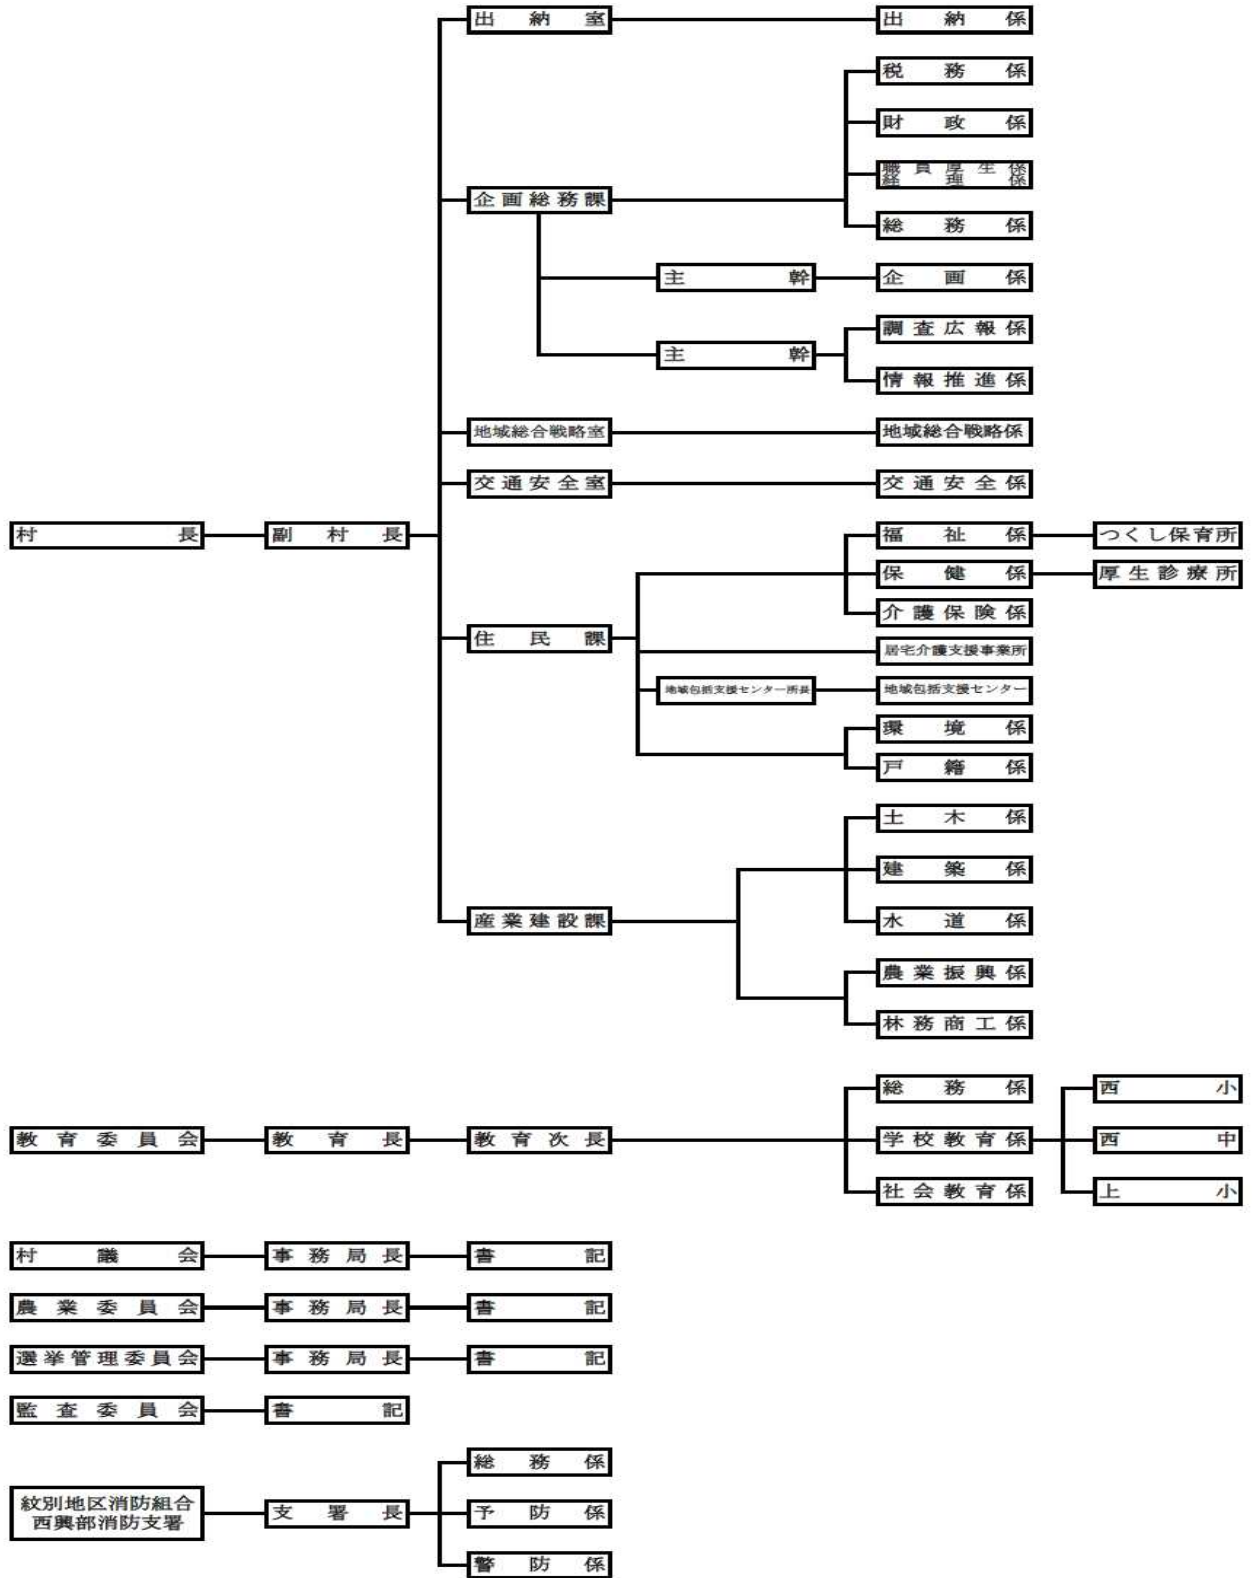 出納室
出納係
税務係
財政係
職員厚生係
経理係
企画総務課
総務係
主幹
企画係
調査広報係
主幹
情報推進係
地域総合戦略室
地域総合戦略係
交通安全室
交通安全係
村長
副村長
福祉係
つくし保育所
保健係
厚生診療所
介護保険係
住民課
居宅介護支援事業所
地域包括支援センター所長
地域包括支援センター
環境係
戸籍係
土木係
建築係
産業建設課
水道係
農業振興係
林務商工係
総務係
西小
教育委員会
教育長
教育次長
学校教育係
西中
社会教育係
上小
村議会
事務局長
書記
農業委員会
事務局長
書記
選挙管理委員会
事務局長
書記
監査委員会
書記
総務係
紋別地区消防組合
西興部消防支署
支署長
予防係
警防係